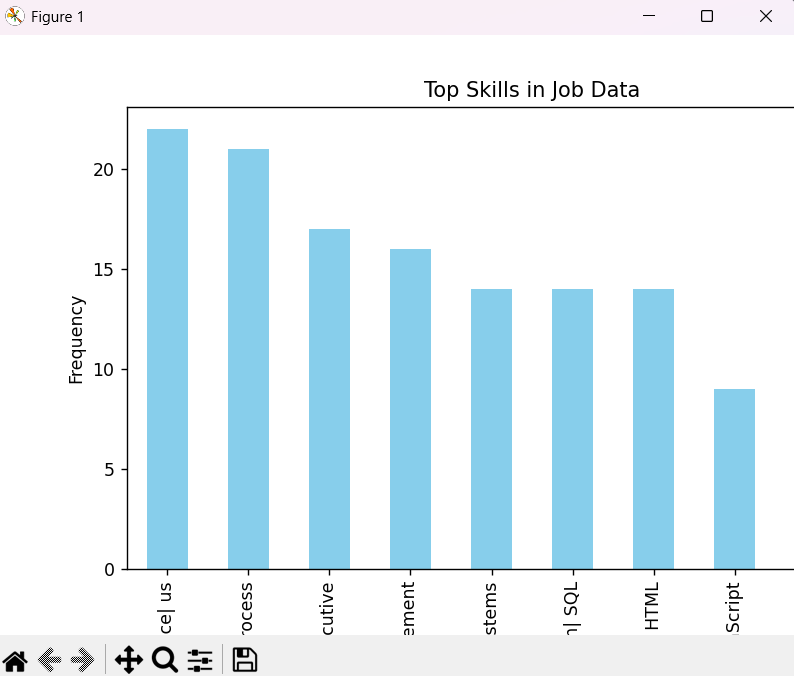 Figure 1
Top Skills in Job Data
Frequency
20
15
10
5
0
ce| us
rocess
cutive
ement
stems
n| SQL
HTML
Script